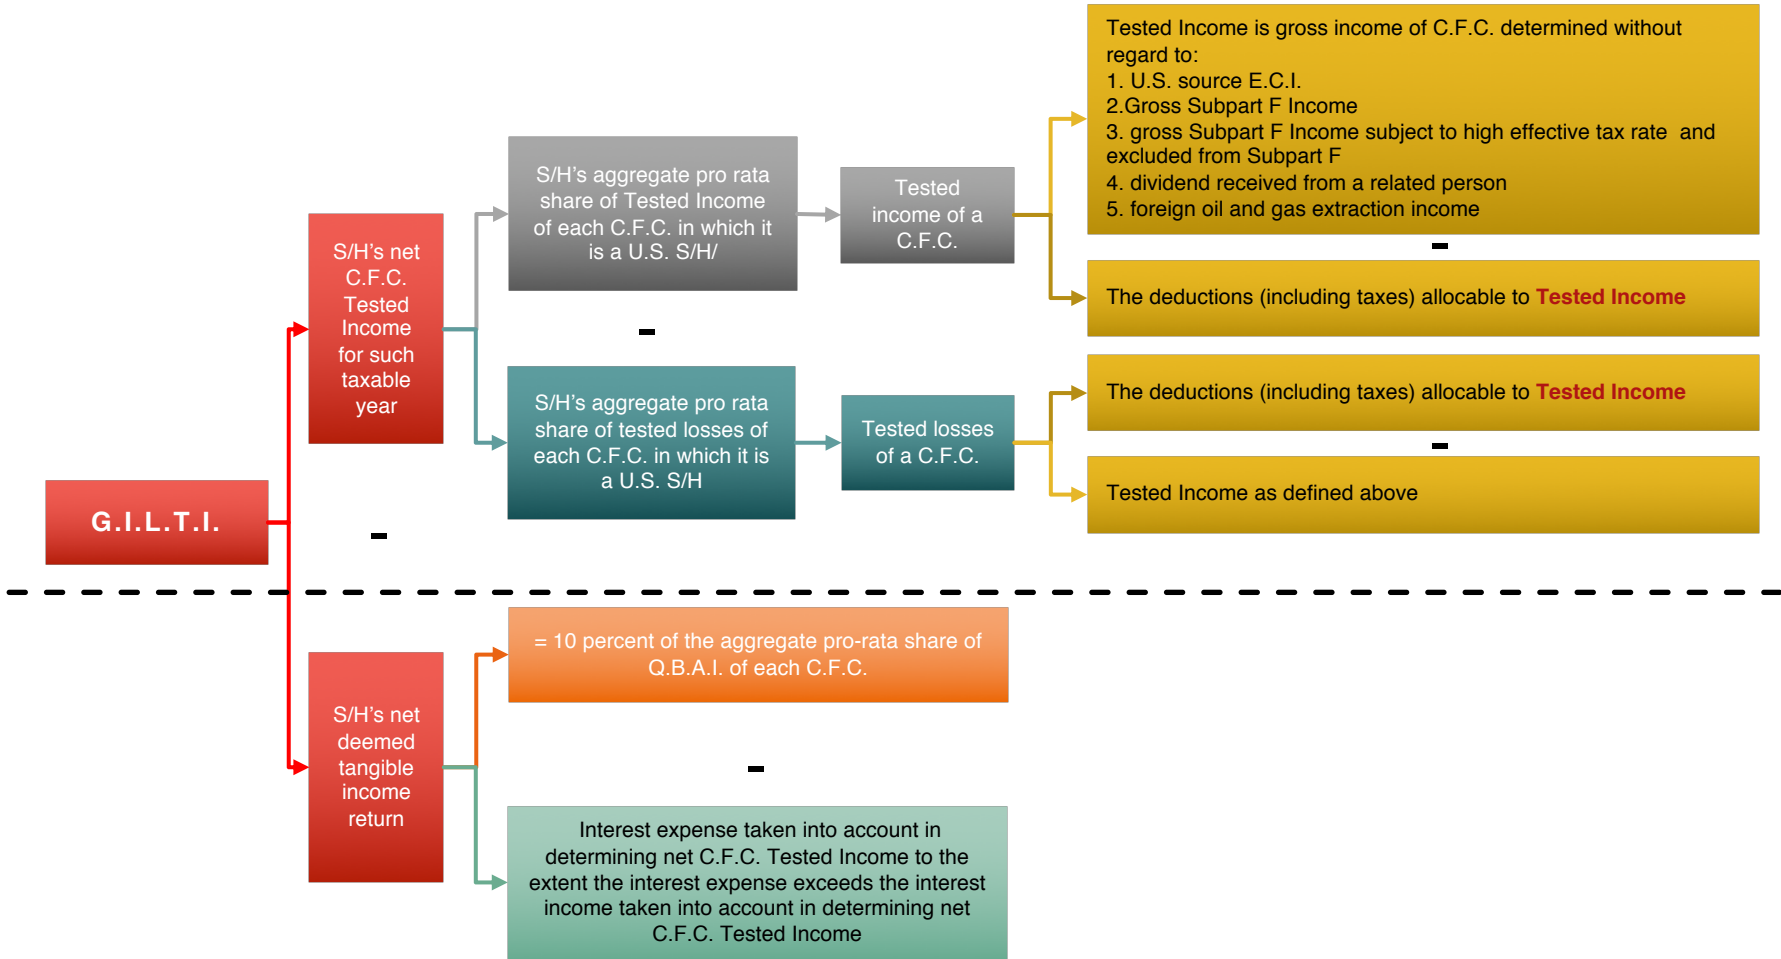 Tested Income is gross income of C.F.C. determined without
regard to:
1. U.S. source E.C.I.
2.Gross Subpart F Income
3. gross Subpart F Income subject to high effective tax rate  and
excluded from Subpart F
4. dividend received from a related person
5. foreign oil and gas extraction income
S/H’s aggregate pro rata
share of Tested Income
of each C.F.C. in which it
is a U.S. S/H/
Tested
income of a
C.F.C.
-
S/H’s net
C.F.C.
Tested
Income
for such
taxable
year
The deductions (including taxes) allocable to Tested Income
-
S/H’s aggregate pro rata
share of tested losses of
each C.F.C. in which it is
a U.S. S/H
Tested losses
of a C.F.C.
The deductions (including taxes) allocable to Tested Income
-
Tested Income as defined above
G.I.L.T.I.
-
= 10 percent of the aggregate pro-rata share of
Q.B.A.I. of each C.F.C.
S/H’s net
deemed
tangible
income
return
-
Interest expense taken into account in
determining net C.F.C. Tested Income to the
extent the interest expense exceeds the interest
income taken into account in determining net
C.F.C. Tested Income